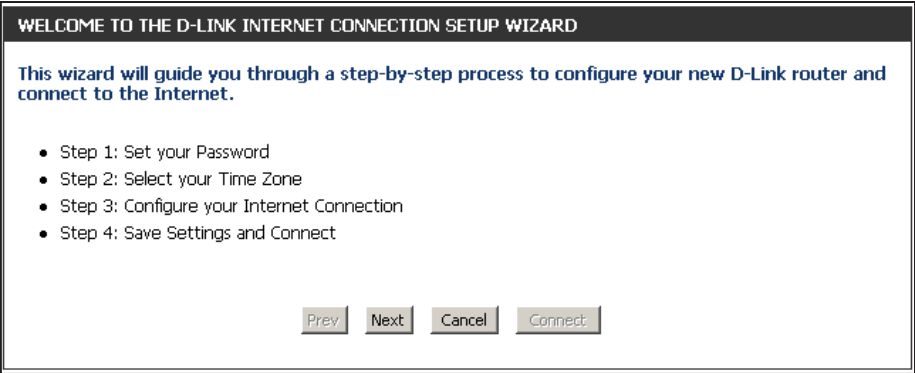 WELCOME TO THE D-LINK INTERNET CONNECTION SETUP WIZARD
This wizard will guide you through a step-by-step process to configure your new D-Link router and
connect to the Internet.
• Step 1: Set your Password
• Step 2: Select your Time Zone
• Step 3: Configure your Internet Connection
• Step 4: Save Settings and Connect
Prev Next Cancel Connect